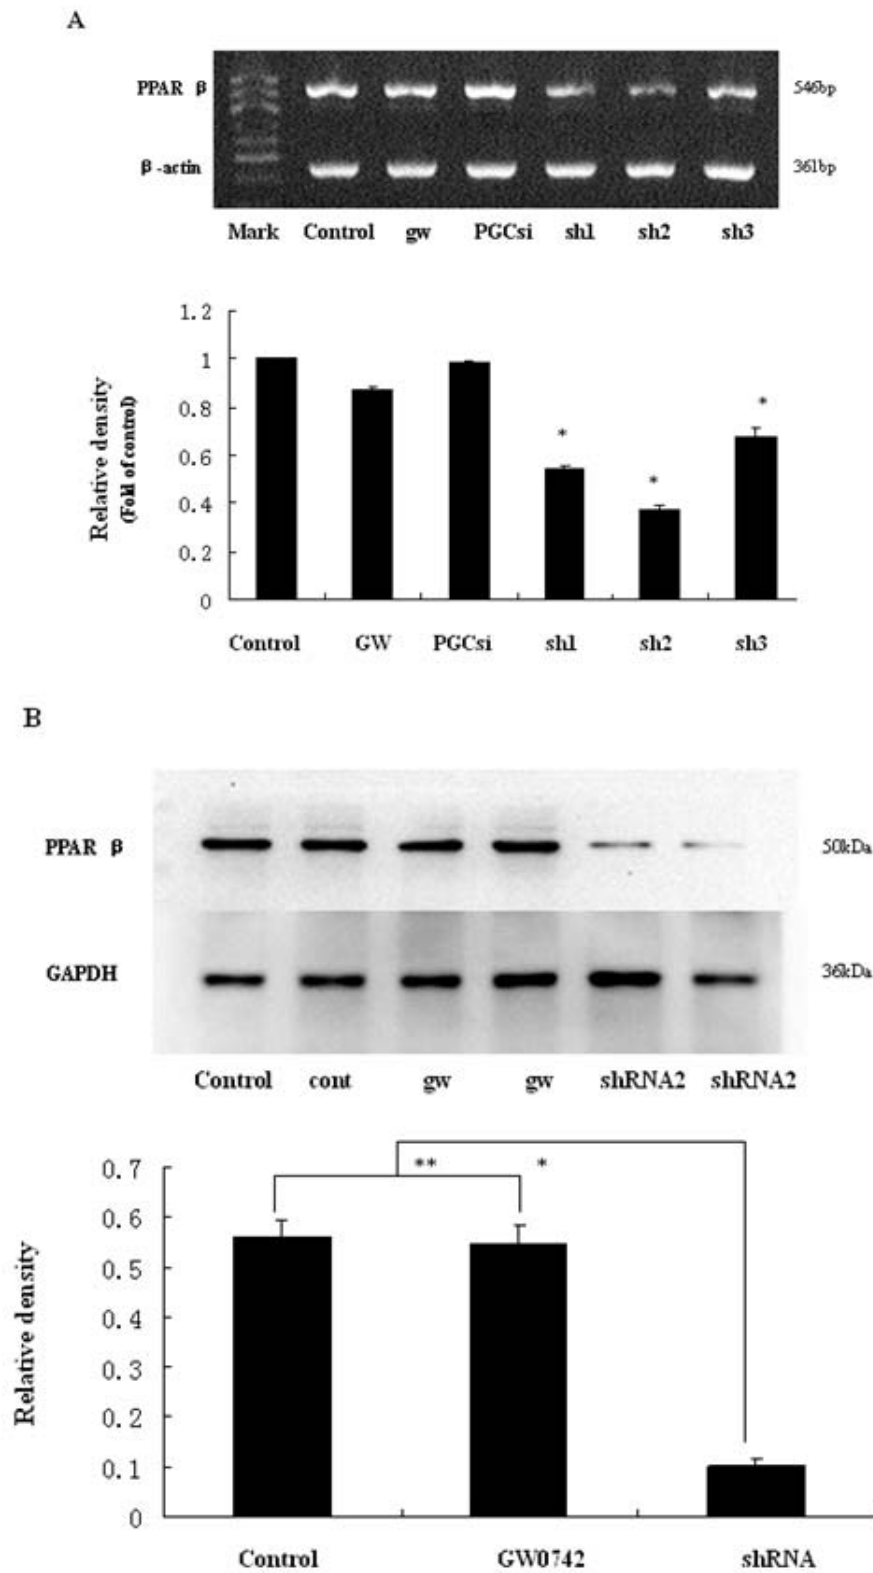 A
PPAR β 546bp
β-actin 361bp
Mark Control gw PGCsi sh1 sh2 sh3
Relative density
(Fold of control)
1.2
1
0.8
0.6
0.4
0.2
0
* * *
Control GW PGCsi sh1 sh2 sh3
B
PPAR β 50kDa
GAPDH 36kDa
Control cont gw gw shRNA2 shRNA2
Relative density
0.7
0.6
0.5
0.4
0.3
0.2
0.1
0
** *
Control GW0742 shRNA